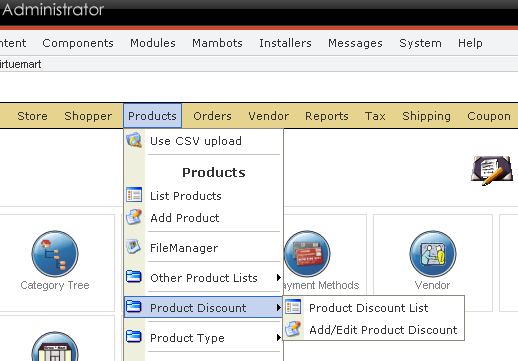 Administrator
ntent Components Modules Mambots Installers Messages System Help
irtuemart
Store Shopper Products Orders Vendor Reports Tax Shipping Coupon
Use CSV upload
Products
List Products
Add Product
FileManager
Other Product Lists
Product Discount
Product Type
Product Discount List
Add/Edit Product Discount
Category Tree
ayment Methods
Vendor